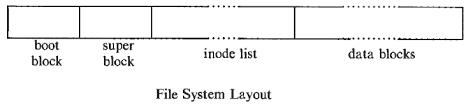 boot block
super block
inode list
data blocks
File System Layout